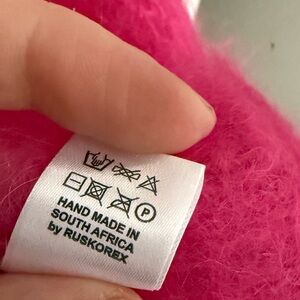 P
HAND MADE IN
SOUTH AFRICA
by RUSKOREX